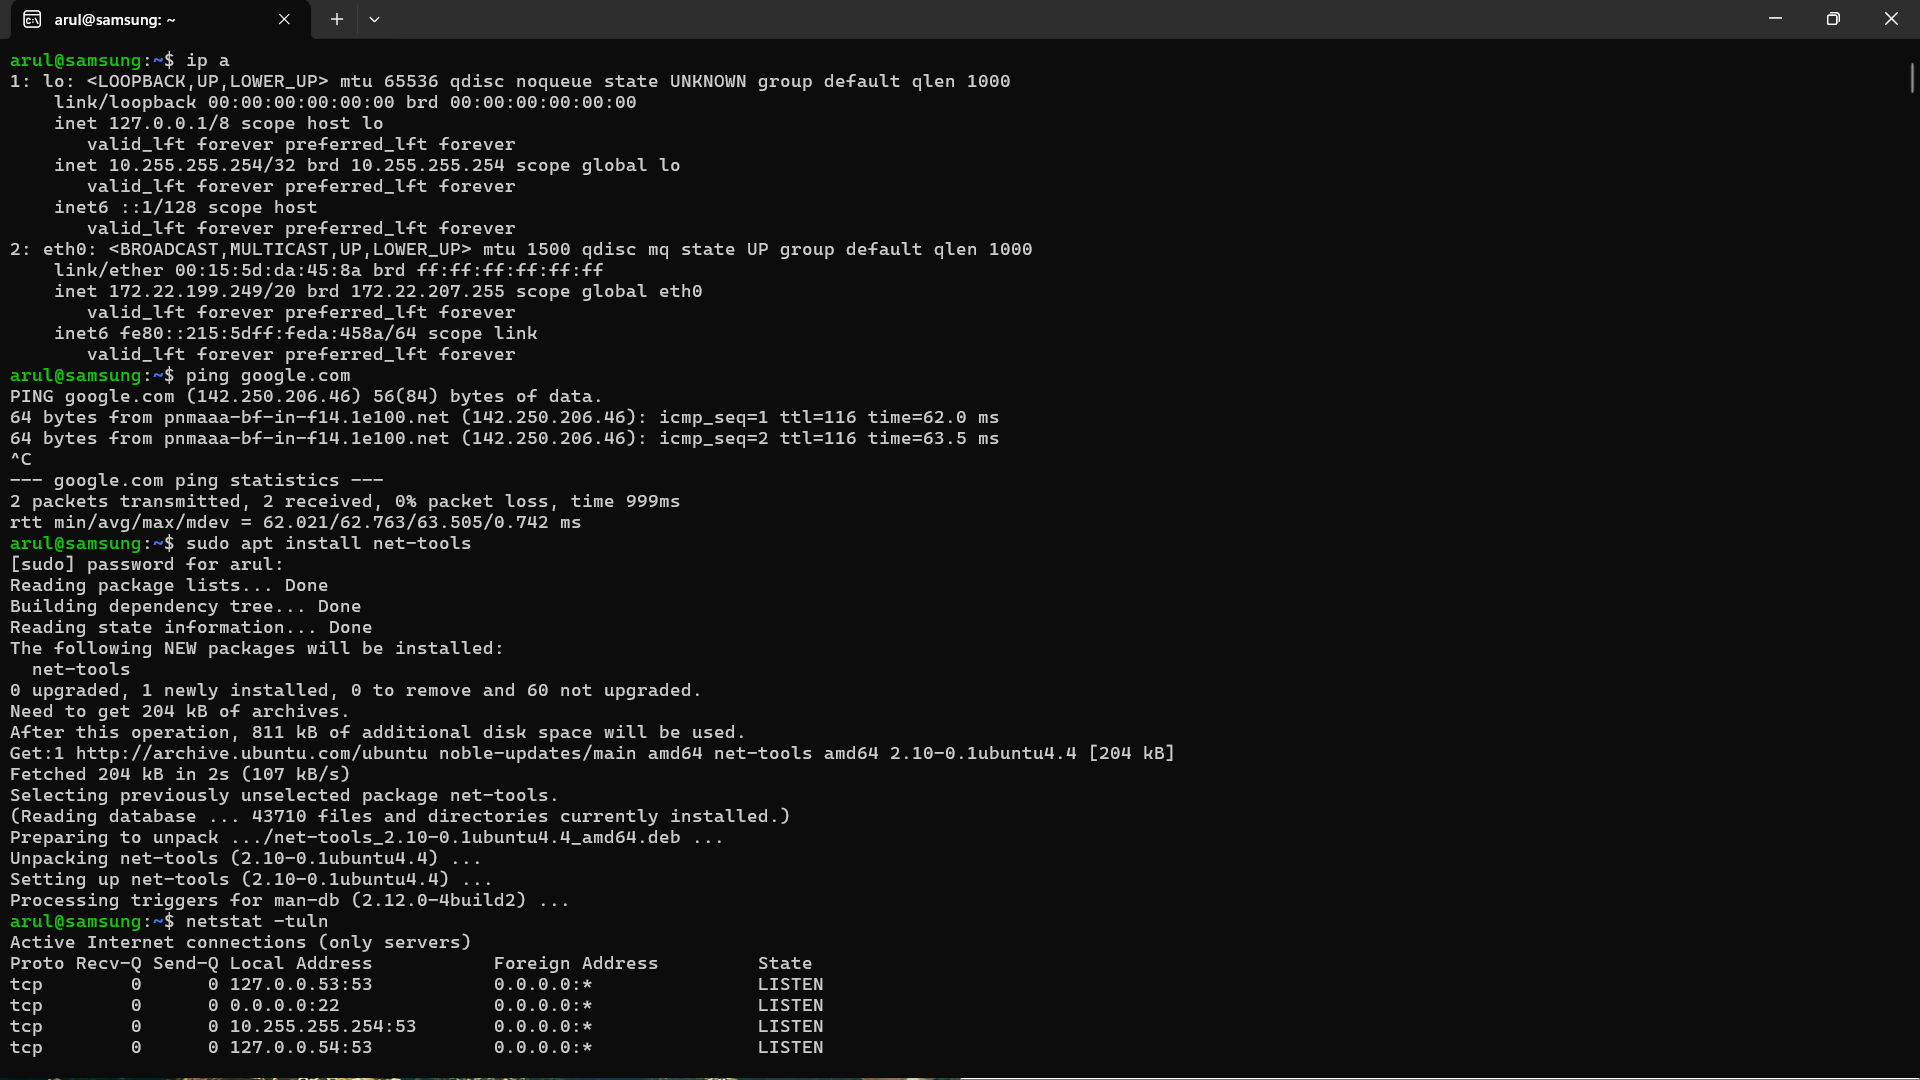 arul@samsung: ~
arul@samsung:~$ ip a
1: lo: <LOOPBACK,UP,LOWER_UP> mtu 65536 qdisc noqueue state UNKNOWN group default qlen 1000
    link/loopback 00:00:00:00:00:00 brd 00:00:00:00:00:00
    inet 127.0.0.1/8 scope host lo
       valid_lft forever preferred_lft forever
    inet 10.255.255.254/32 brd 10.255.255.254 scope global lo
       valid_lft forever preferred_lft forever
    inet6 ::1/128 scope host
       valid_lft forever preferred_lft forever
2: eth0: <BROADCAST,MULTICAST,UP,LOWER_UP> mtu 1500 qdisc mq state UP group default qlen 1000
    link/ether 00:15:5d:da:45:8a brd ff:ff:ff:ff:ff:ff
    inet 172.22.199.249/20 brd 172.22.207.255 scope global eth0
       valid_lft forever preferred_lft forever
    inet6 fe80::215:5dff:feda:458a/64 scope link
       valid_lft forever preferred_lft forever
arul@samsung:~$ ping google.com
PING google.com (142.250.206.46) 56(84) bytes of data.
64 bytes from pnmaaa-bf-in-f14.1e100.net (142.250.206.46): icmp_seq=1 ttl=116 time=62.0 ms
64 bytes from pnmaaa-bf-in-f14.1e100.net (142.250.206.46): icmp_seq=2 ttl=116 time=63.5 ms
^C
--- google.com ping statistics ---
2 packets transmitted, 2 received, 0% packet loss, time 999ms
rtt min/avg/max/mdev = 62.021/62.763/63.505/0.742 ms
arul@samsung:~$ sudo apt install net-tools
[sudo] password for arul:
Reading package lists... Done
Building dependency tree... Done
Reading state information... Done
The following NEW packages will be installed:
  net-tools
0 upgraded, 1 newly installed, 0 to remove and 60 not upgraded.
Need to get 204 kB of archives.
After this operation, 811 kB of additional disk space will be used.
Get:1 http://archive.ubuntu.com/ubuntu noble-updates/main amd64 net-tools amd64 2.10-0.1ubuntu4.4 [204 kB]
Fetched 204 kB in 2s (107 kB/s)
Selecting previously unselected package net-tools.
(Reading database ... 43710 files and directories currently installed.)
Preparing to unpack .../net-tools_2.10-0.1ubuntu4.4_amd64.deb ...
Unpacking net-tools (2.10-0.1ubuntu4.4) ...
Setting up net-tools (2.10-0.1ubuntu4.4) ...
Processing triggers for man-db (2.12.0-4build2) ...
arul@samsung:~$ netstat -tuln
Active Internet connections (only servers)
Proto Recv-Q Send-Q Local Address           Foreign Address         State
tcp        0      0 127.0.0.53:53           0.0.0.0:*               LISTEN
tcp        0      0 0.0.0.0:22              0.0.0.0:*               LISTEN
tcp        0      0 10.255.255.254:53       0.0.0.0:*               LISTEN
tcp        0      0 127.0.0.54:53           0.0.0.0:*               LISTEN